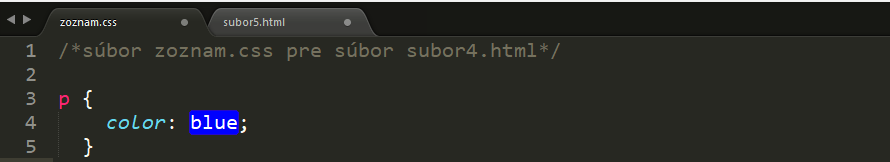 zoznam.css subor5.html
1 /*súbor zoznam.css pre súbor subor4.html*/
2
3 p {
4 color: blue;
5 }